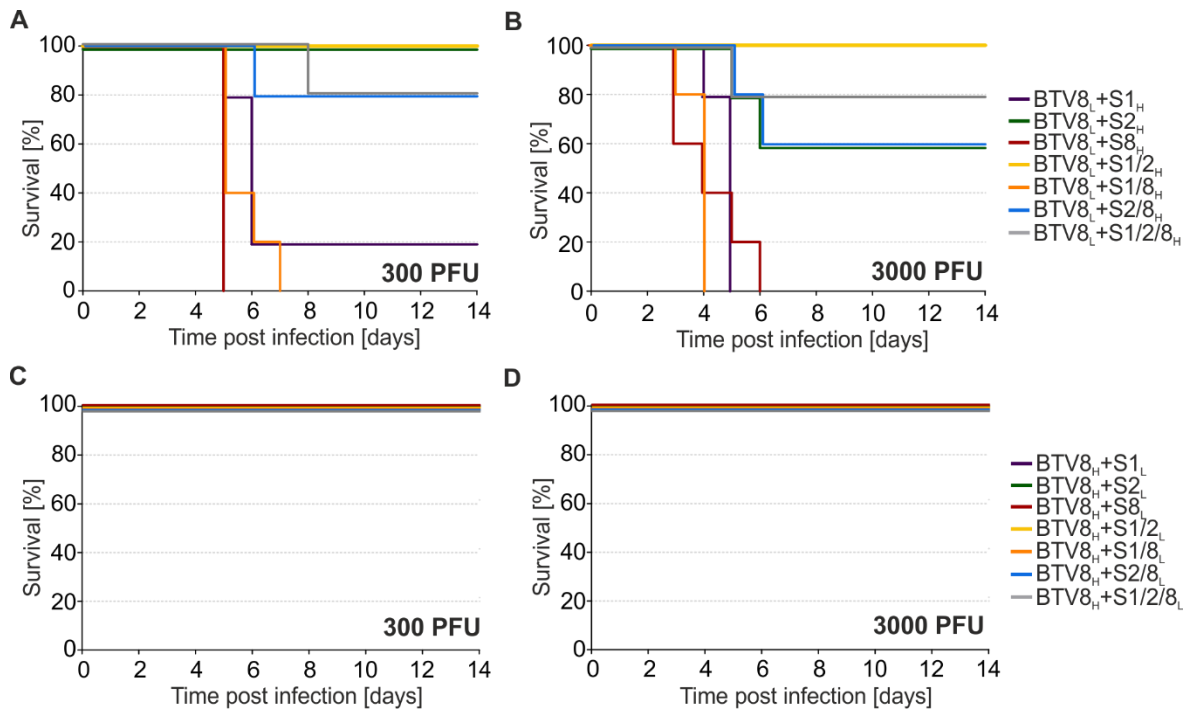 A
B
100
80
60
40
20
0
Survival [%]
0 2 4 6 8 10 12 14
Time post infection [days]
300 PFU
100
80
60
40
20
0
Survival [%]
0 2 4 6 8 10 12 14
Time post infection [days]
3000 PFU
BTV8L+S1H
BTV8L+S2H
BTV8L+S8H
BTV8L+S1/2H
BTV8L+S1/8H
BTV8L+S2/8H
BTV8L+S1/2/8H
C
D
100
80
60
40
20
0
Survival [%]
0 2 4 6 8 10 12 14
Time post infection [days]
300 PFU
100
80
60
40
20
0
Survival [%]
0 2 4 6 8 10 12 14
Time post infection [days]
3000 PFU
BTV8H+S1L
BTV8H+S2L
BTV8H+S8L
BTV8H+S1/2L
BTV8H+S1/8L
BTV8H+S2/8L
BTV8H+S1/2/8L